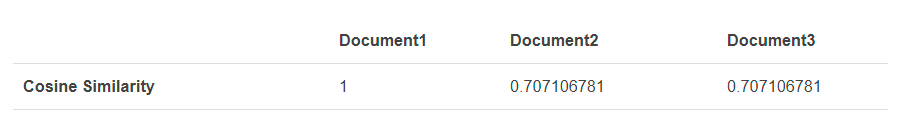 Document1 Document2 Document3
Cosine Similarity 1 0.707106781 0.707106781